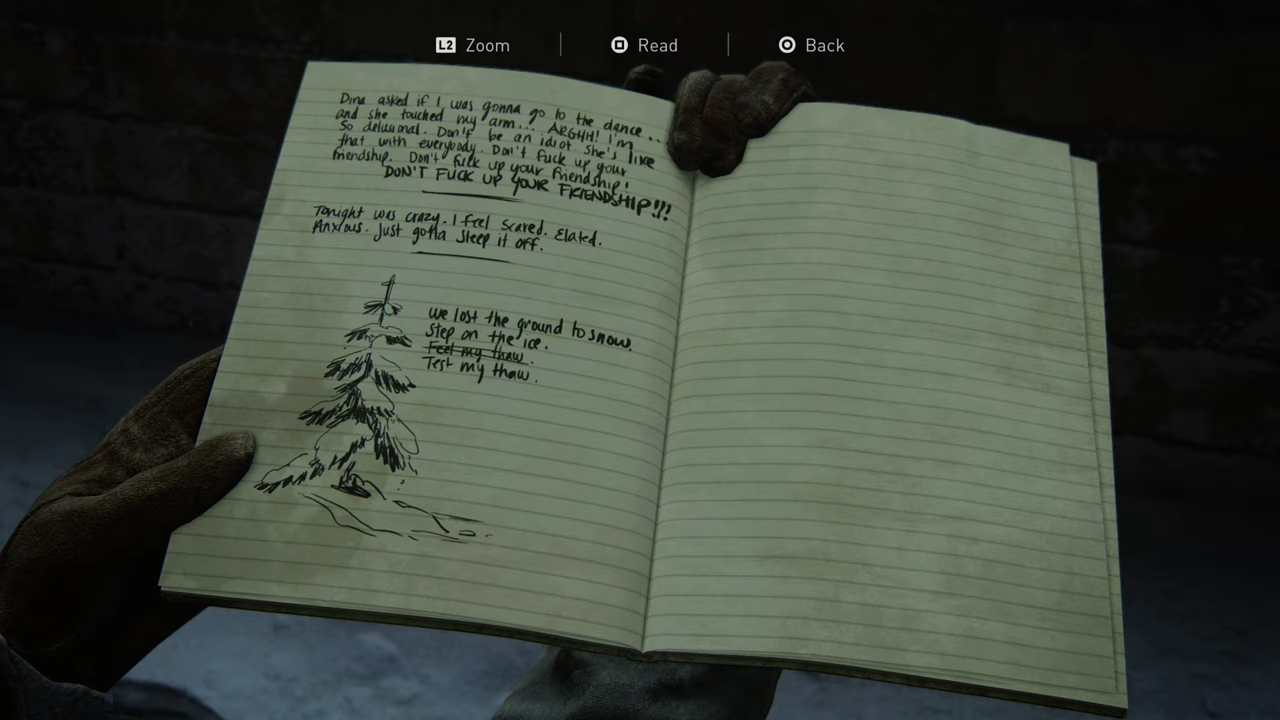 L2 Zoom Read Back
Dina asked if I was gonna go to the dance...
and she touched my arm... ARGHH! I'm
so delusional. Don't be an idiot. She's like
that with everybody. Don't fuck up your
friendship. Don't fuck up your friendship!
DON'T FUCK UP YOUR FRIENDSHIP!!!
Tonight was crazy. I feel scared. Elated.
Anxious. Just gotta sleep it off.
We lost the ground to snow.
Step on the ice.
Feel my thaw.
Test my thaw.